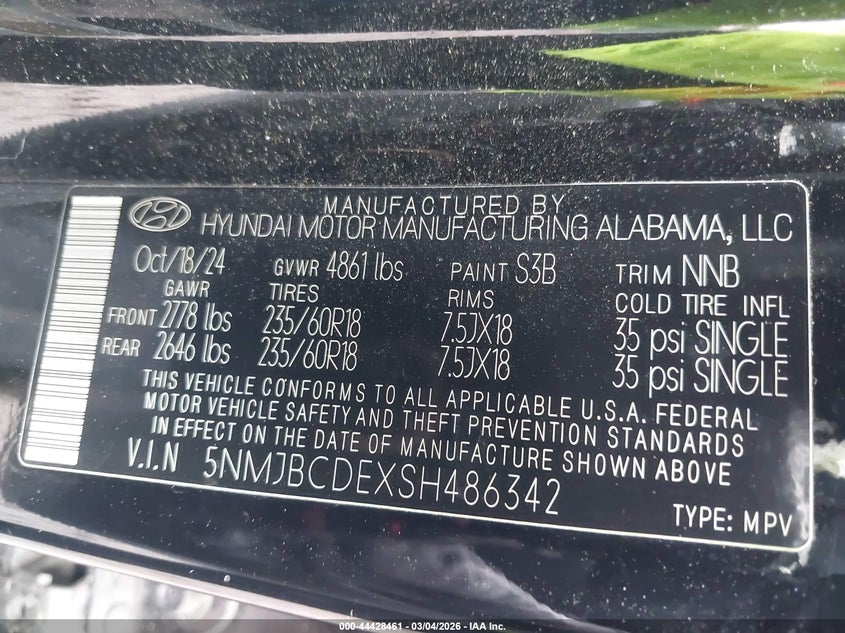 MANUFACTURED BY
HYUNDAI MOTOR MANUFACTURING ALABAMA, LLC
Oct/18/24 GVWR 4861 lbs PAINT S3B TRIM NNB
GAWR TIRES RIMS COLD TIRE INFL
FRONT 2778 lbs 235/60R18 7.5JX18 35 psi SINGLE
REAR 2646 lbs 235/60R18 7.5JX18 35 psi SINGLE
THIS VEHICLE CONFORMS TO ALL APPLICABLE U.S.A. FEDERAL
MOTOR VEHICLE SAFETY AND THEFT PREVENTION STANDARDS
IN EFFECT ON THE DATE OF MANUFACTURE SHOWN ABOVE
V.I.N 5NMJBCDEXSH486342
TYPE: MPV
000-44428461 - 03/04/2026 - IAA Inc.